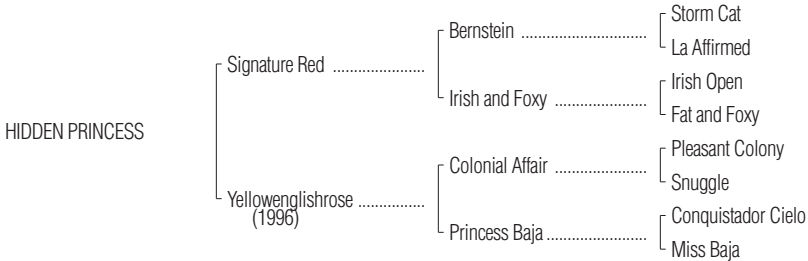 Storm Cat
Bernstein ..............................
La Affirmed
Signature Red ......................
Irish Open
Irish and Foxy ......................
Fat and Foxy
HIDDEN PRINCESS
Pleasant Colony
Colonial Affair ......................
Snuggle
Yellowenglishrose ................
(1996)
Conquistador Cielo
Princess Baja ........................
Miss Baja